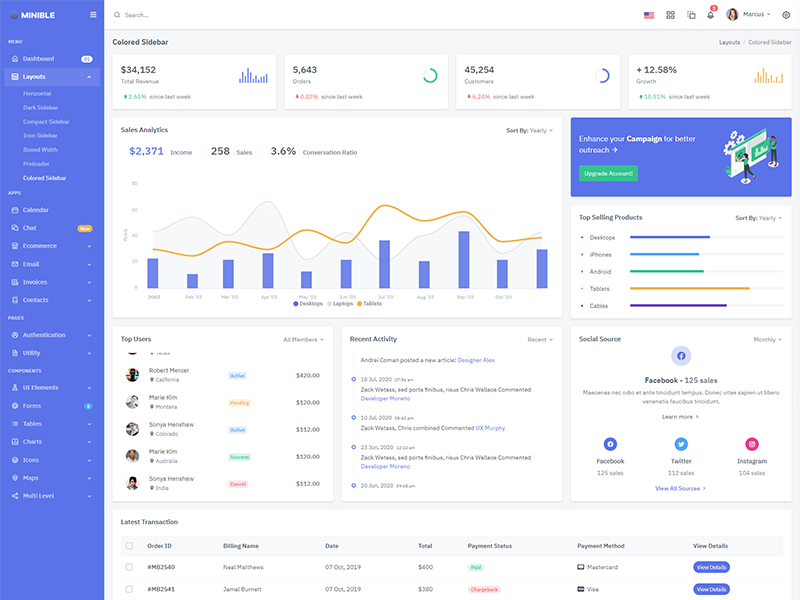 MINIBLE
Search...
3
Marcus
MENU
Dashboard 01
Layouts
Horizontal
Dark Sidebar
Compact Sidebar
Icon Sidebar
Boxed Width
Preloader
Colored Sidebar
APPS
Calendar
Chat New
Ecommerce
Email
Invoices
Contacts
PAGES
Authentication
Utility
COMPONENTS
UI Elements
Forms 6
Tables
Charts
Icons
Maps
Multi Level
Colored Sidebar
Layouts / Colored Sidebar
$34,152
Total Revenue
2.65% since last week
5,643
Orders
0.82% since last week
45,254
Customers
6.24% since last week
+ 12.58%
Growth
10.51% since last week
Sales Analytics
Sort By: Yearly
$2,371 Income
258 Sales
3.6% Conversation Ratio
80
60
40
20
0
Points
2003 Feb '03 Mar '03 Apr '03 May '03 Jun '03 Jul '03 Aug '03 Sep '03 Oct '03
Desktops Laptops Tablets
Enhance your Campaign for better
outreach →
Upgrade Account!
Top Selling Products
Sort By: Yearly
Desktops
iPhones
Android
Tablets
Cables
Top Users
All Members
Texas
Robert Mercer
California
Active
$420.00
Marie Kim
Montana
Pending
$120.00
Sonya Henshaw
Colorado
Active
$112.00
Marie Kim
Australia
Success
$120.00
Sonya Henshaw
India
Cancel
$112.00
Recent Activity
Recent
Andrei Coman posted a new article: Designer Alex
18 Jul, 2020 07:56 am
Zack Wetass, sed porta finibus, risus Chris Wallace Commented
Developer Moreno
10 Jul, 2020 08:42 pm
Zack Wetass, Chris combined Commented UX Murphy
23 Jun, 2020 12:22 am
Zack Wetass, sed porta finibus, risus Chris Wallace Commented
Developer Moreno
20 Jun, 2020 09:48 pm
Social Source
Monthly
Facebook - 125 sales
Maecenas nec odio et ante tincidunt tempus. Donec vitae sapien ut libero
venenatis faucibus tincidunt.
Learn more
Facebook
125 sales
Twitter
112 sales
Instagram
104 sales
View All Sources
Latest Transaction
Order ID Billing Name Date Total Payment Status Payment Method View Details
#MB2540 Neal Matthews 07 Oct, 2019 $400 Paid Mastercard View Details
#MB2541 Jamal Burnett 07 Oct, 2019 $380 Chargeback Visa View Details